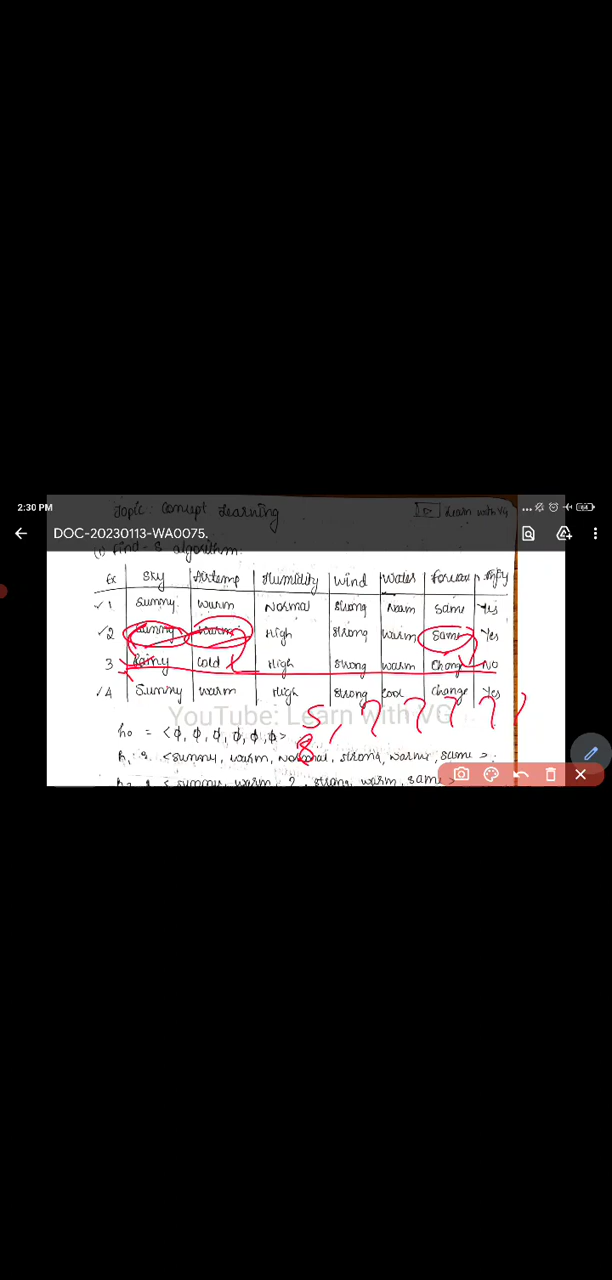 2:30 PM ... 64
Topic: Concept Learning Learn with VG
DOC-20230113-WA0075.
(1) Find-S algorithm:
Ex Sky Airtemp Humidity Wind Water Forecast
1 Sunny warm Normal strong warm Same Yes
2 Sunny warm High strong warm Same Yes
3 Rainy cold High strong warm Change No
4 Sunny warm High strong cool change Yes
YouTube: Learn with VG
S, ? ? ? ? ?
h0 = <ϕ, ϕ, ϕ, ϕ, ϕ, ϕ>
h1 = <sunny, warm, Normal, strong, warm, same>
<sunny, warm, ?, strong, warm, same>